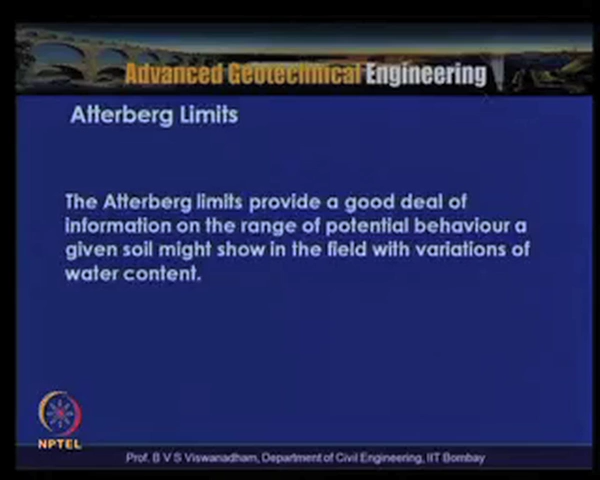 Advanced Geotechnical Engineering
Atterberg Limits
The Atterberg limits provide a good deal of
information on the range of potential behaviour a
given soil might show in the field with variations of
water content.
NPTEL
Prof. B V S Viswanadham, Department of Civil Engineering, IIT Bombay